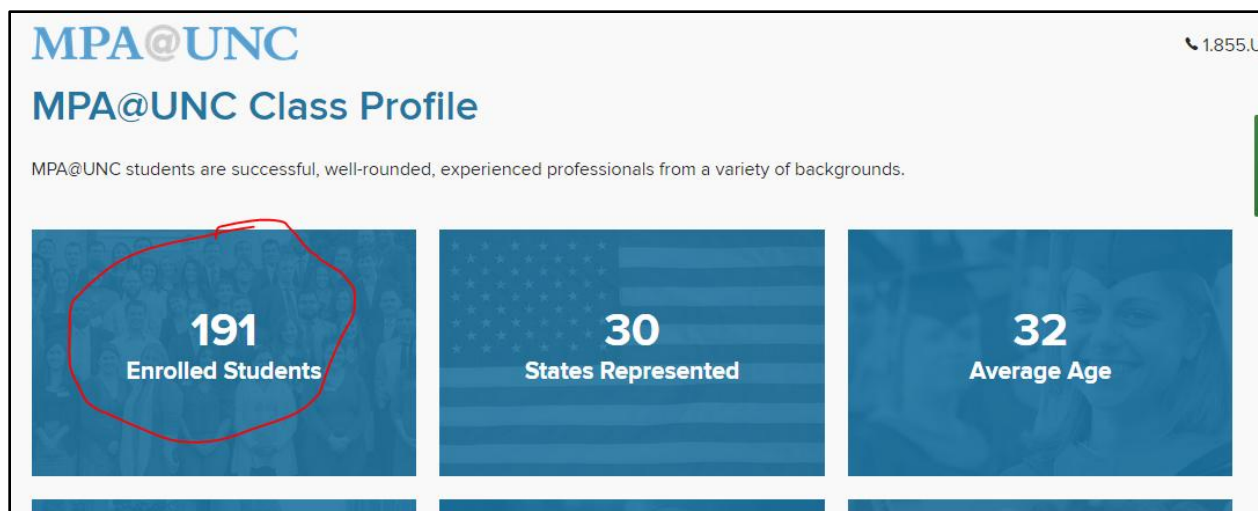 MPA@UNC
1.855.U
MPA@UNC Class Profile
MPA@UNC students are successful, well-rounded, experienced professionals from a variety of backgrounds.
191
Enrolled Students
30
States Represented
32
Average Age